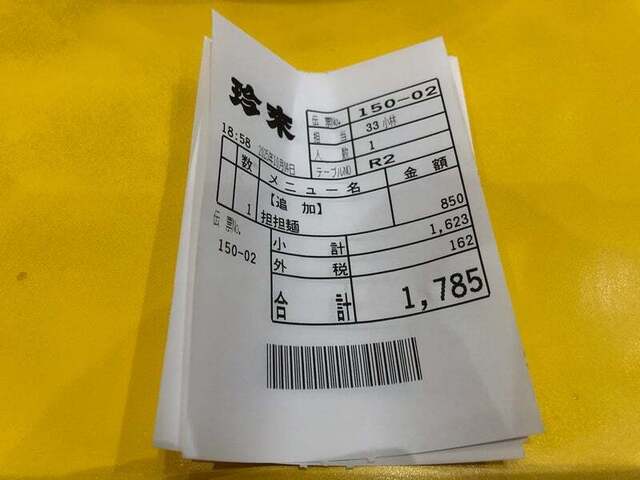 珍来
伝票No. 150-02
担当 33 小林
人数 1
テーブルNO R2
18:58
数 メニュー名 金額
【追加】
1 担担麺 850
小計 1,623
外税 162
合計 1,785
伝票No.
150-02